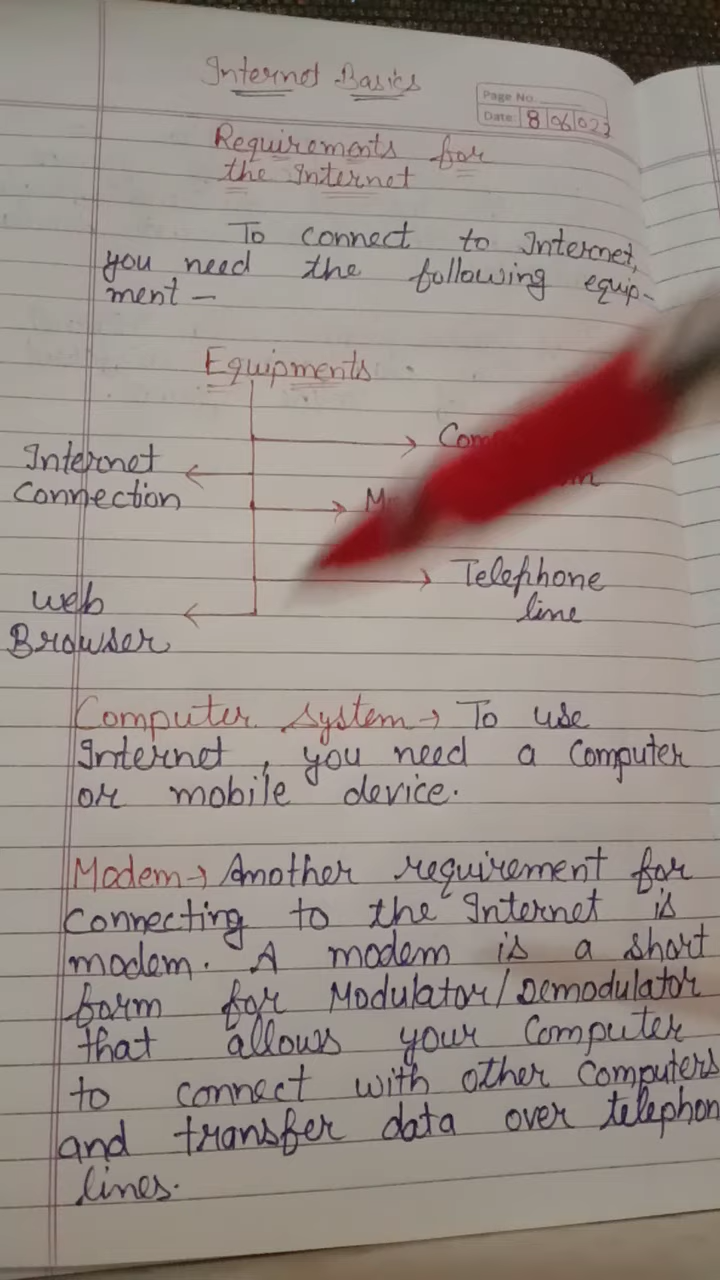 Internet Basics
Page No.
Date: 8/06/023
Requirements for
the Internet
To connect to Internet,
you need the following equip-
ment –
Equipments
Internet
Connection
Telephone
line
web
Browser
Computer system → To use
Internet, you need a computer
or mobile device.
Modem → Another requirement for
connecting to the Internet is
modem. A modem is a short
form for Modulator/Demodulator
that allows your computer
to connect with other computers
and transfer data over telephon
lines.